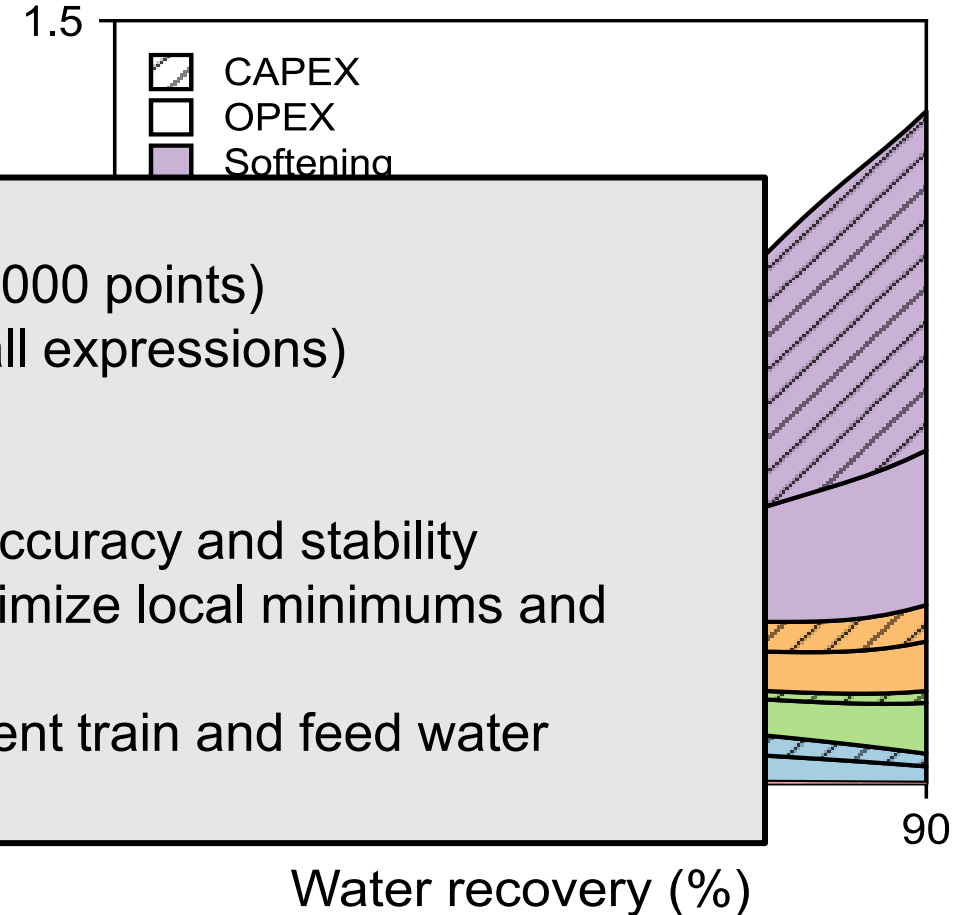 1.5
CAPEX
OPEX
Softening
000 points)
all expressions)
ccuracy and stability
imize local minimums and
ent train and feed water
90
Water recovery (%)